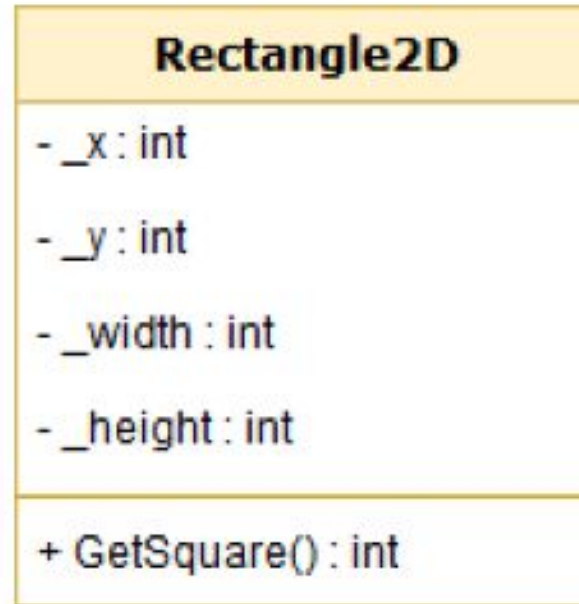 Rectangle2D
- _x : int
- _y : int
- _width : int
- _height : int
+ GetSquare() : int